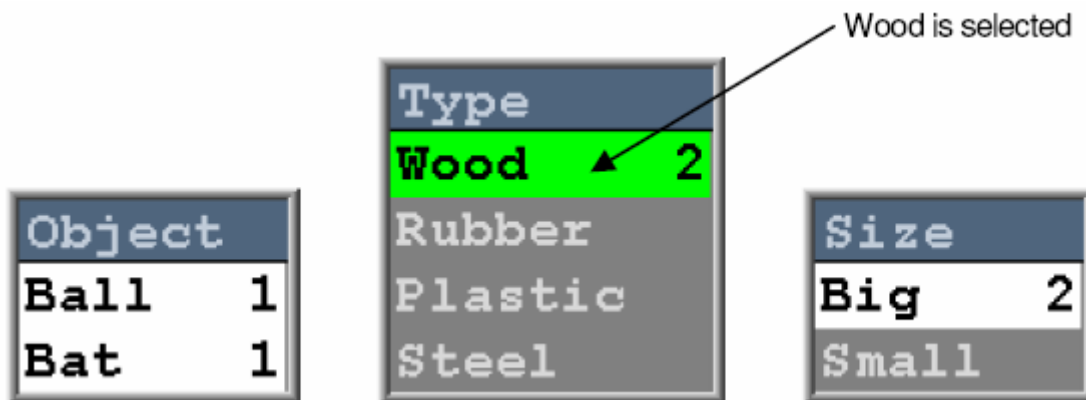 Wood is selected
Object
Ball 1
Bat 1
Type
Wood 2
Rubber
Plastic
Steel
Size
Big 2
Small